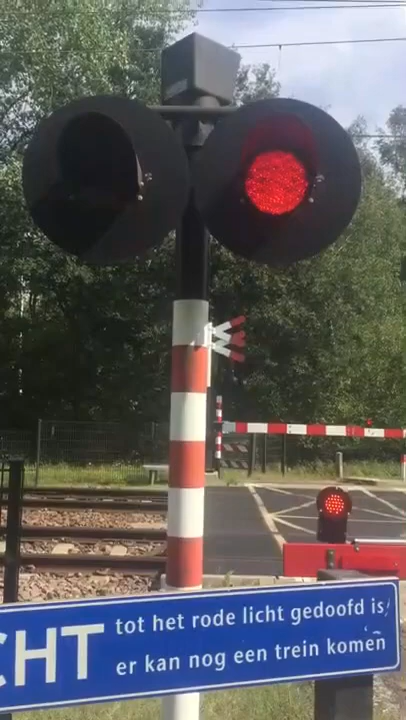 CHT
tot het rode licht gedoofd is,
er kan nog een trein komen